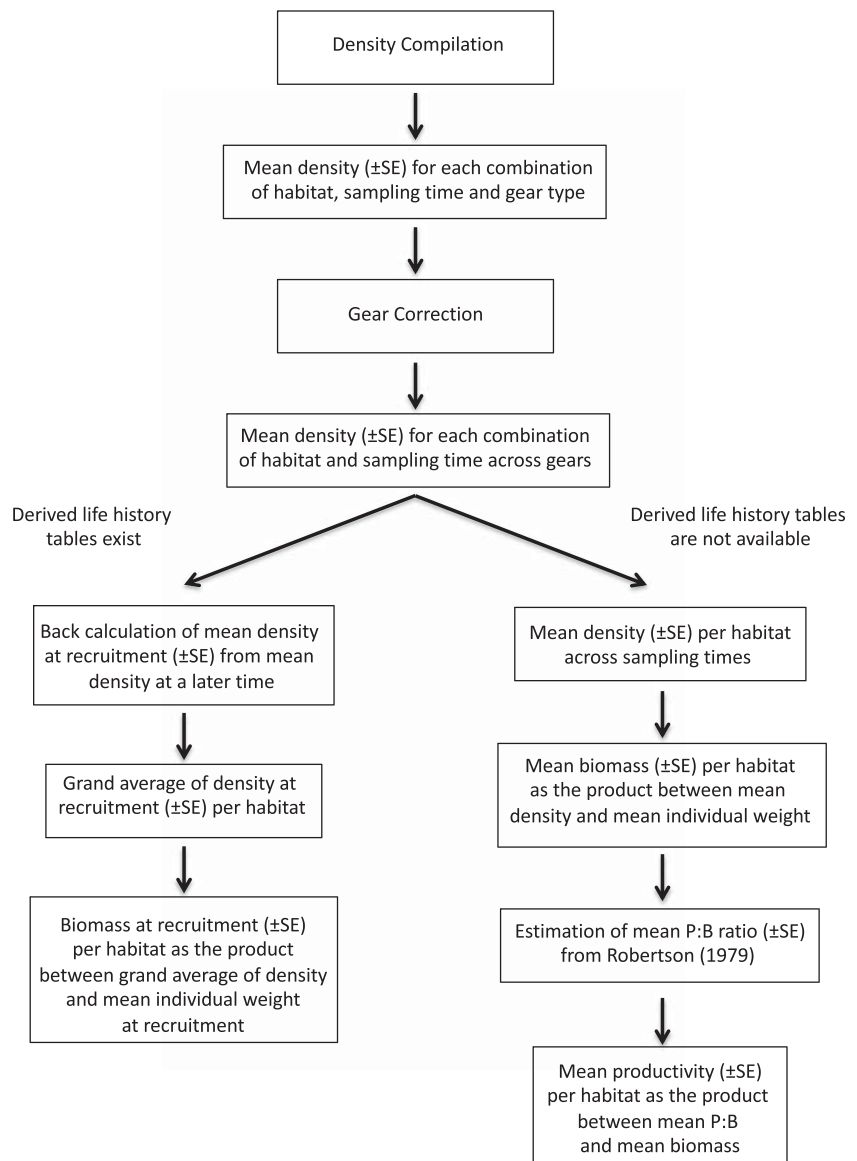 Density Compilation
Mean density (±SE) for each combination
of habitat, sampling time and gear type
Gear Correction
Mean density (±SE) for each combination
of habitat and sampling time across gears
Derived life history
tables exist
Derived life history tables
are not available
Back calculation of mean density
at recruitment (±SE) from mean
density at a later time
Grand average of density at
recruitment (±SE) per habitat
Biomass at recruitment (±SE)
per habitat as the product
between grand average of density
and mean individual weight
at recruitment
Mean density (±SE) per habitat
across sampling times
Mean biomass (±SE) per habitat
as the product between mean
density and mean individual weight
Estimation of mean P:B ratio (±SE)
from Robertson (1979)
Mean productivity (±SE)
per habitat as the product
between mean P:B
and mean biomass